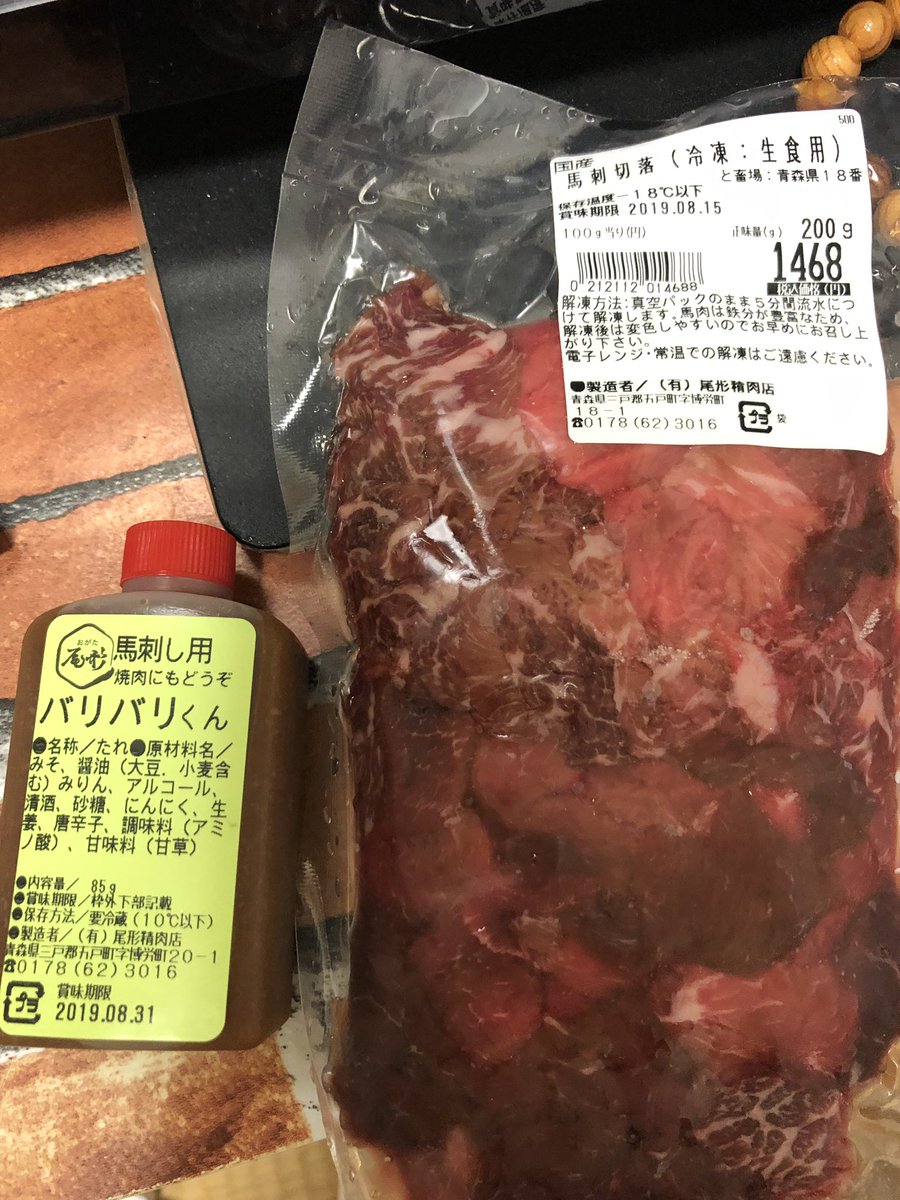 500
国産
馬刺切落（冷凍：生食用）
と畜場：青森県18番
保存温度－18℃以下
賞味期限 2019.08.15
100g当り(円)
正味量(g) 200g
1468
税込価格(円)
0212112014688
解凍方法:真空パックのまま5分間流水につ
けて解凍します。馬肉は鉄分が豊富なため、
解凍後は変色しやすいのでお早めにお召し上
がり下さい。
電子レンジ・常温での解凍はご遠慮ください。
●製造者／（有）尾形精肉店
青森県三戸郡五戸町字博労町
18-1
☎0178(62)3016
プラ 袋
おがた
尾形
馬刺し用
焼肉にもどうぞ
バリバリくん
●名称／たれ●原材料名／
みそ、醤油（大豆．小麦含
む）みりん、アルコール、
清酒、砂糖、にんにく、生
姜、唐辛子、調味料（アミ
ノ酸）、甘味料（甘草）
●内容量／ 85g
●賞味期限／枠外下部記載
●保存方法／要冷蔵（10℃以下）
●製造者／（有）尾形精肉店
青森県三戸郡五戸町字博労町20-1
☎0178(62)3016
プラ
賞味期限
2019.08.31